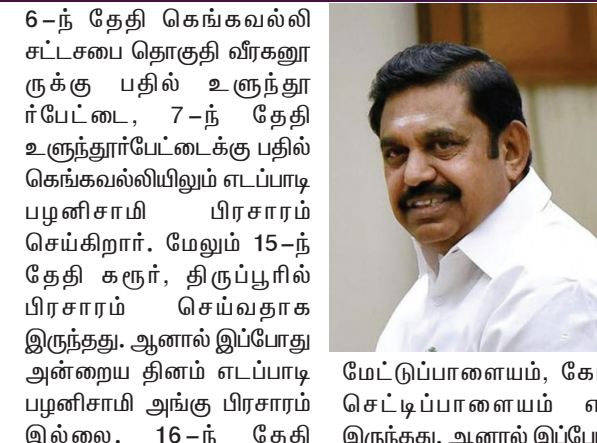 6–ந் தேதி கெங்கவல்லி
சட்டசபை தொகுதி வீரகனூ
ருக்கு பதில் உளுந்தூ
ர்பேட்டை, 7–ந் தேதி
உளுந்தூர்பேட்டைக்கு பதில்
கெங்கவல்லியிலும் எடப்பாடி
பழனிசாமி பிரசாரம்
செய்கிறார். மேலும் 15–ந்
தேதி கரூர், திருப்பூரில்
பிரசாரம் செய்வதாக
இருந்தது. ஆனால் இப்போது
அன்றைய தினம் எடப்பாடி
பழனிசாமி அங்கு பிரசாரம்
இல்லை. 16–ந் தேதி
மேட்டுப்பாளையம்,
செட்டிப்பாளையம்
இருந்தது. ஆனால்